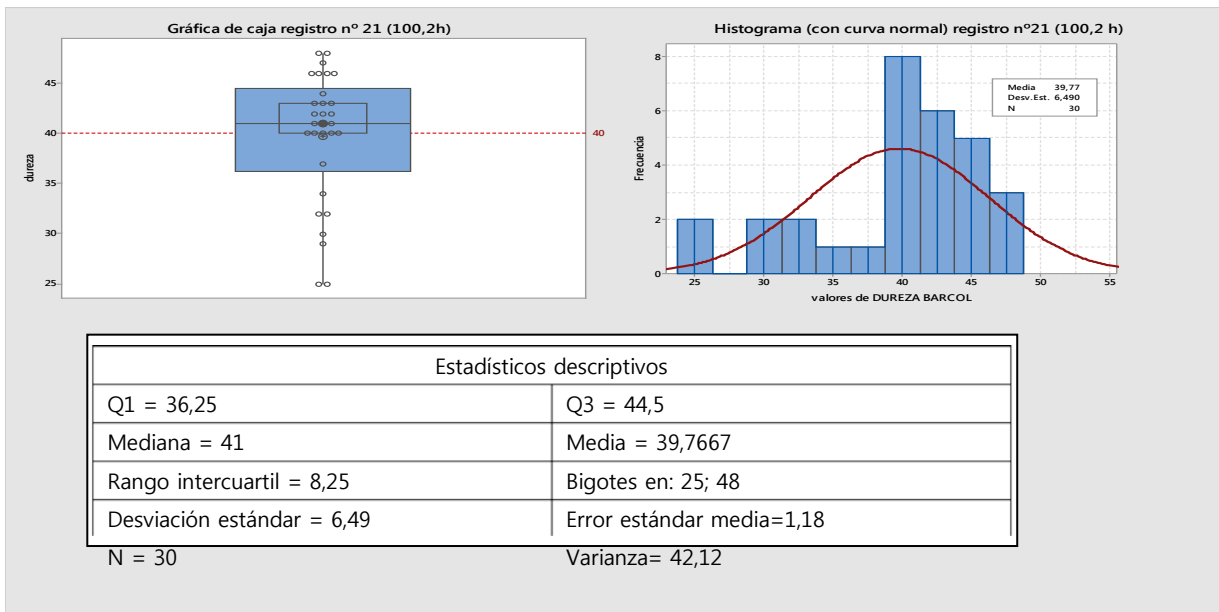 Gráfica de caja registro nº 21 (100,2h)
45
40
35
30
25
dureza
40
Histograma (con curva normal) registro nº21 (100,2 h)
8
6
4
2
0
Frecuencia
Media 39,77
Desv.Est. 6,490
N 30
25 30 35 40 45 50 55
valores de DUREZA BARCOL
Estadísticos descriptivos
Q1 = 36,25 Q3 = 44,5
Mediana = 41 Media = 39,7667
Rango intercuartil = 8,25 Bigotes en: 25; 48
Desviación estándar = 6,49 Error estándar media=1,18
N = 30 Varianza= 42,12